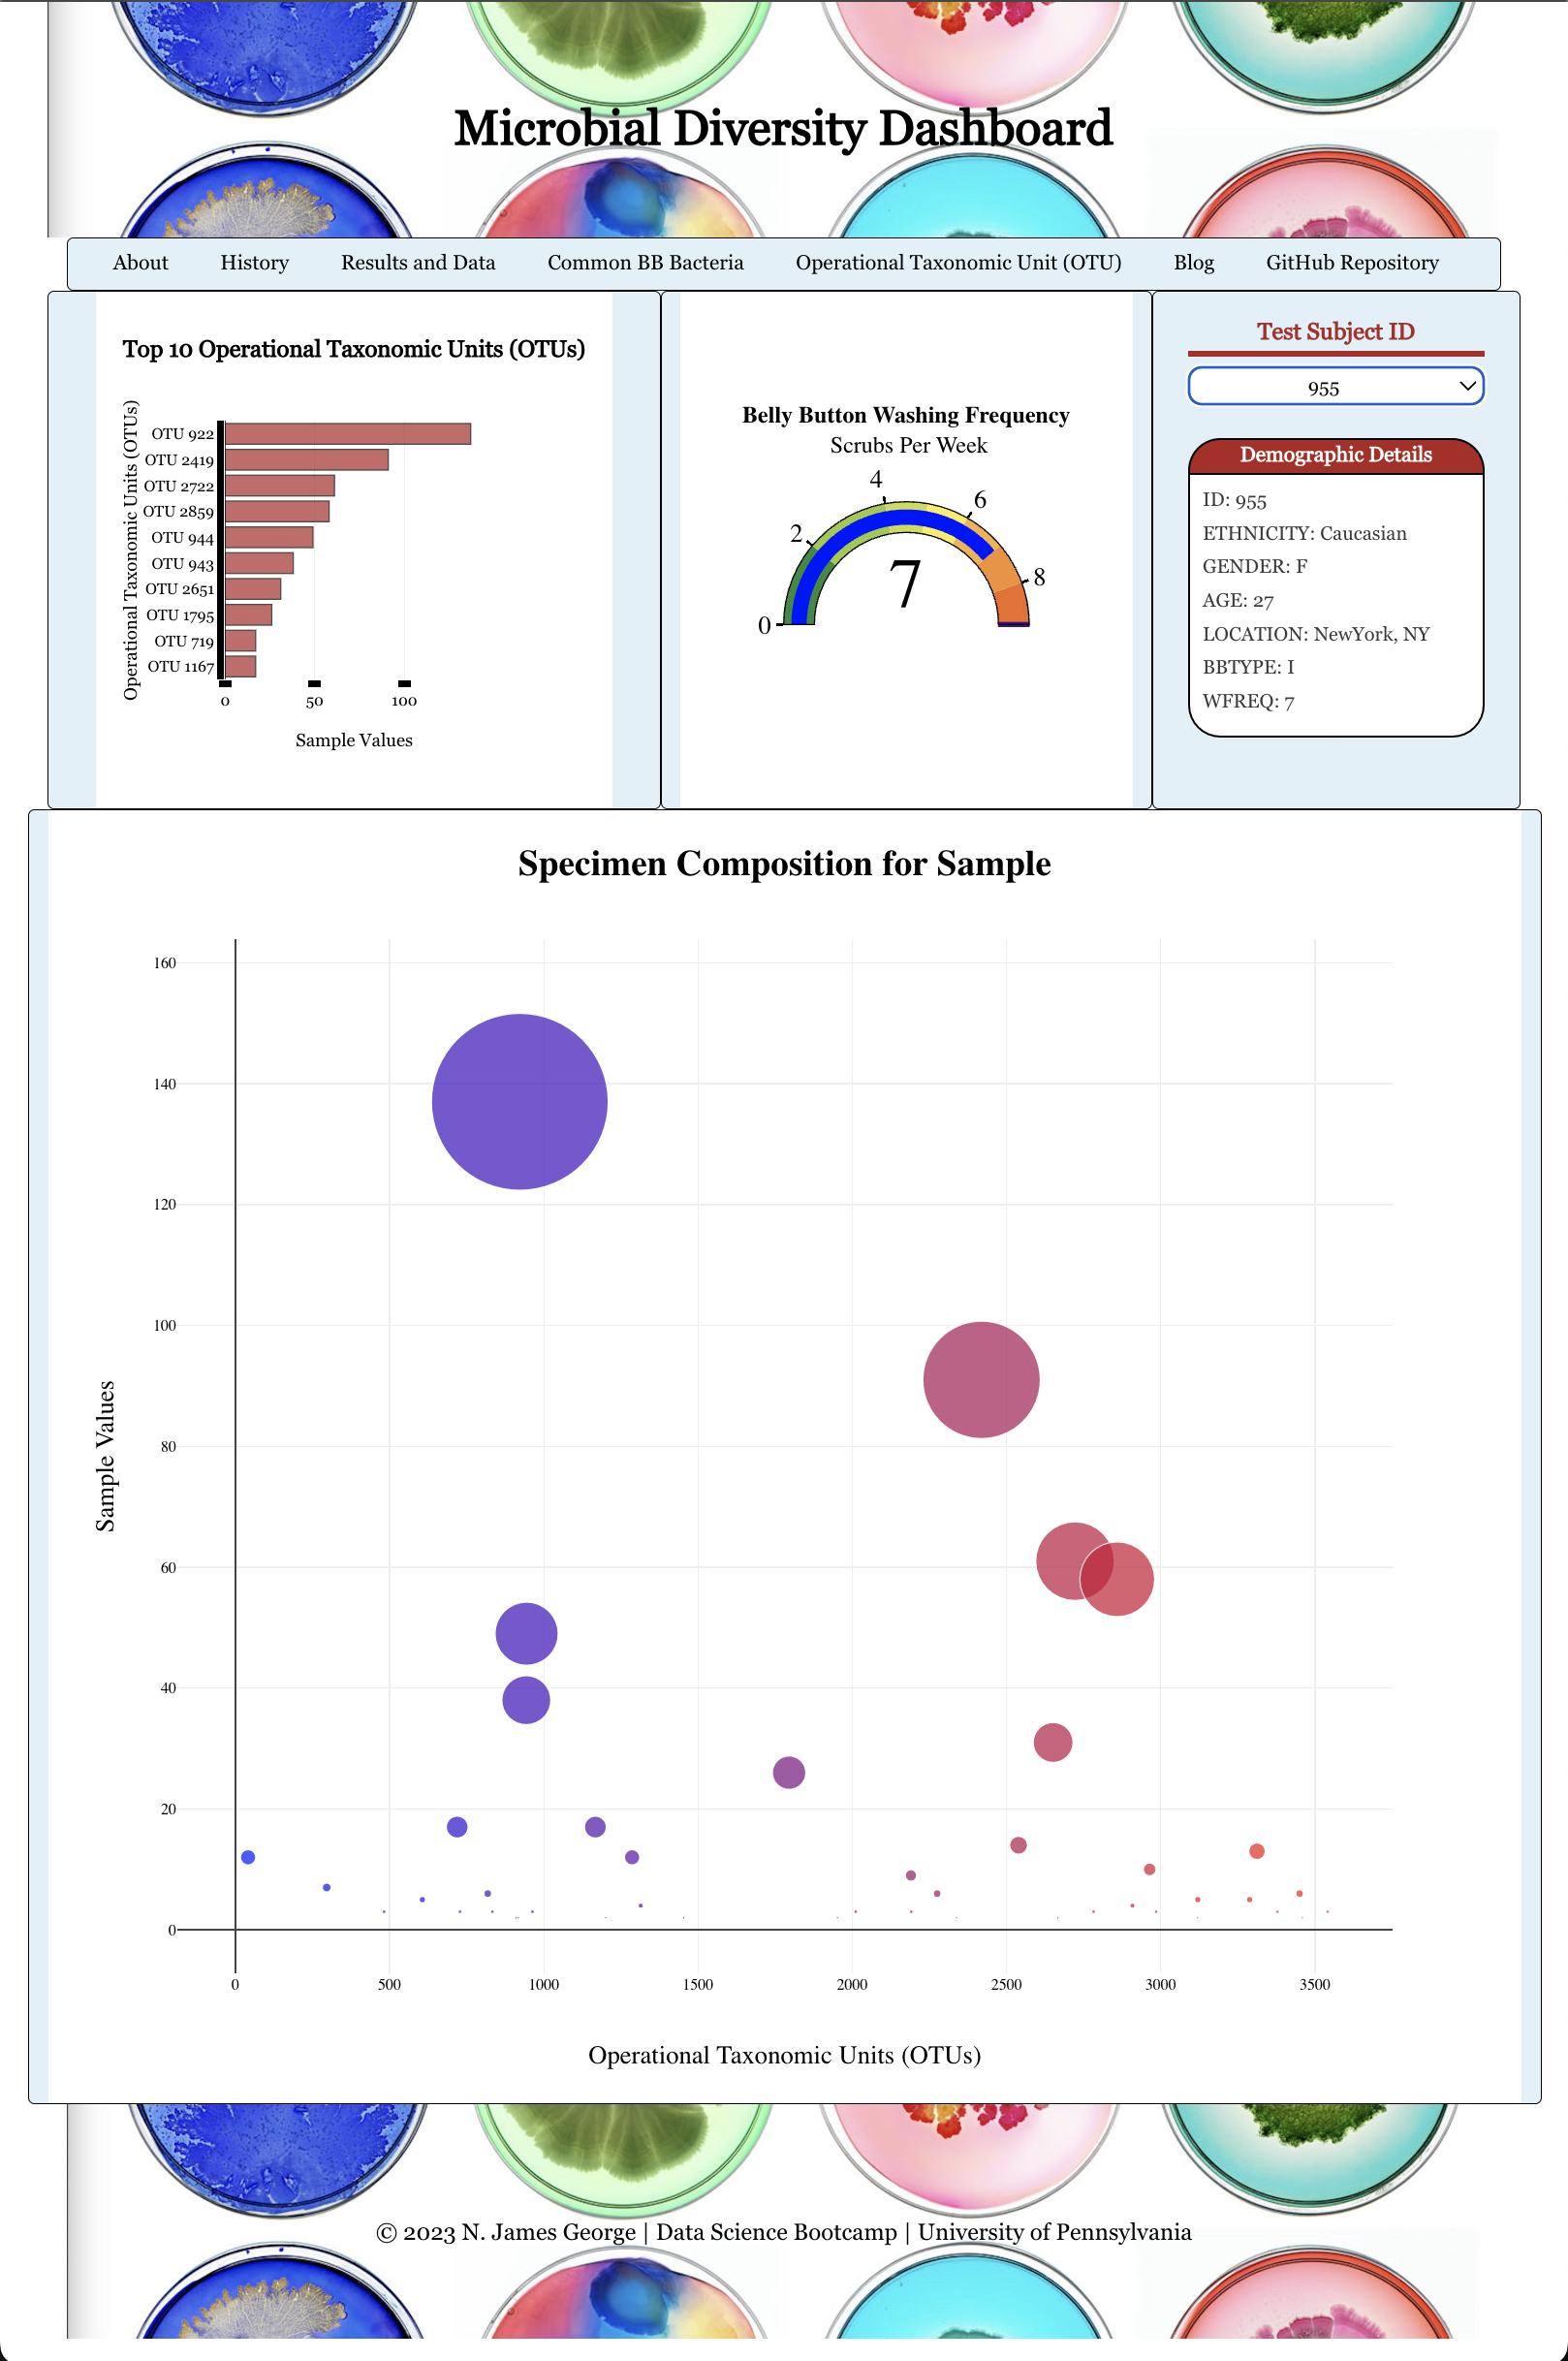 Microbial Diversity Dashboard
About History Results and Data Common BB Bacteria Operational Taxonomic Unit (OTU) Blog GitHub Repository
Top 10 Operational Taxonomic Units (OTUs)
Operational Taxonomic Units (OTUs)
OTU 922
OTU 2419
OTU 2722
OTU 2859
OTU 944
OTU 943
OTU 2651
OTU 1795
OTU 719
OTU 1167
0 50 100
Sample Values
Belly Button Washing Frequency
Scrubs Per Week
0 2 4 6 8
7
Test Subject ID
955
Demographic Details
ID: 955
ETHNICITY: Caucasian
GENDER: F
AGE: 27
LOCATION: NewYork, NY
BBTYPE: I
WFREQ: 7
Specimen Composition for Sample
Sample Values
160
140
120
100
80
60
40
20
0
0 500 1000 1500 2000 2500 3000 3500
Operational Taxonomic Units (OTUs)
© 2023 N. James George | Data Science Bootcamp | University of Pennsylvania